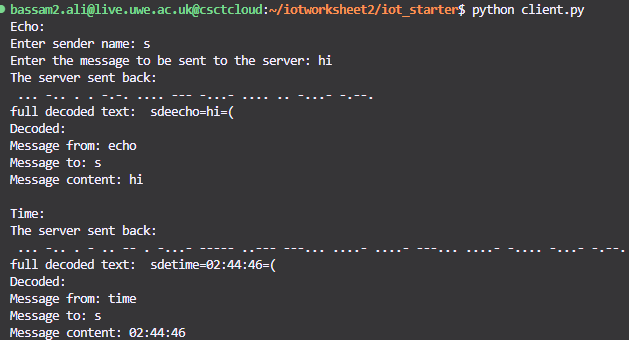 bassam2.ali@live.uwe.ac.uk@csctcloud:~/iotworksheet2/iot_starter$ python client.py
Echo:
Enter sender name: s
Enter the message to be sent to the server: hi
The server sent back:
... -.. . . -.-. .... --- -...- .... .. -...- -.--.
full decoded text:  sdeecho=hi=(
Decoded:
Message from: echo
Message to: s
Message content: hi
Time:
The server sent back:
... -.. . - .. -- . -...- ----- ..--- ---... ....- ....- ---... ....- -.... -...- -.--.
full decoded text:  sdetime=02:44:46=(
Decoded:
Message from: time
Message to: s
Message content: 02:44:46